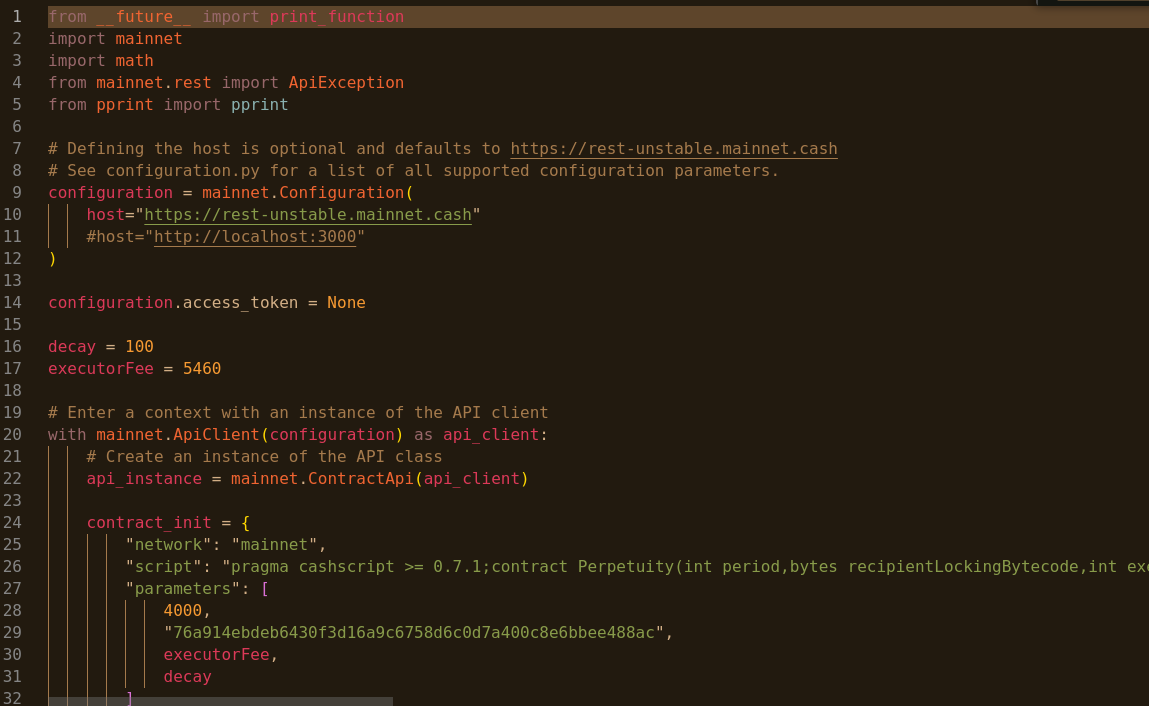 1 from __future__ import print_function
2 import mainnet
3 import math
4 from mainnet.rest import ApiException
5 from pprint import pprint
6
7 # Defining the host is optional and defaults to https://rest-unstable.mainnet.cash
8 # See configuration.py for a list of all supported configuration parameters.
9 configuration = mainnet.Configuration(
10 host="https://rest-unstable.mainnet.cash"
11 #host="http://localhost:3000"
12 )
13
14 configuration.access_token = None
15
16 decay = 100
17 executorFee = 5460
18
19 # Enter a context with an instance of the API client
20 with mainnet.ApiClient(configuration) as api_client:
21 # Create an instance of the API class
22 api_instance = mainnet.ContractApi(api_client)
23
24 contract_init = {
25 "network": "mainnet",
26 "script": "pragma cashscript >= 0.7.1;contract Perpetuity(int period,bytes recipientLockingBytecode,int exe
27 "parameters": [
28 4000,
29 "76a914ebdeb6430f3d16a9c6758d6c0d7a400c8e6bbee488ac",
30 executorFee,
31 decay
32 ]